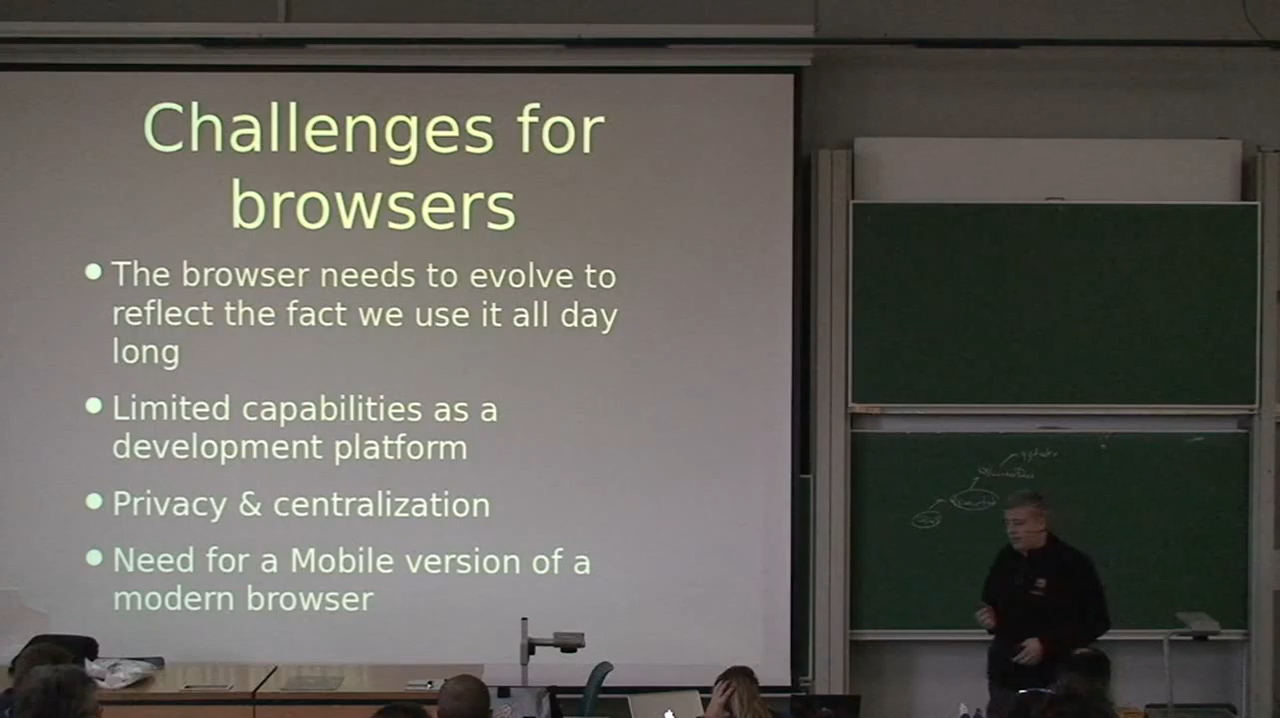 Challenges for
browsers
• The browser needs to evolve to
reflect the fact we use it all day
long
• Limited capabilities as a
development platform
• Privacy & centralization
• Need for a Mobile version of a
modern browser